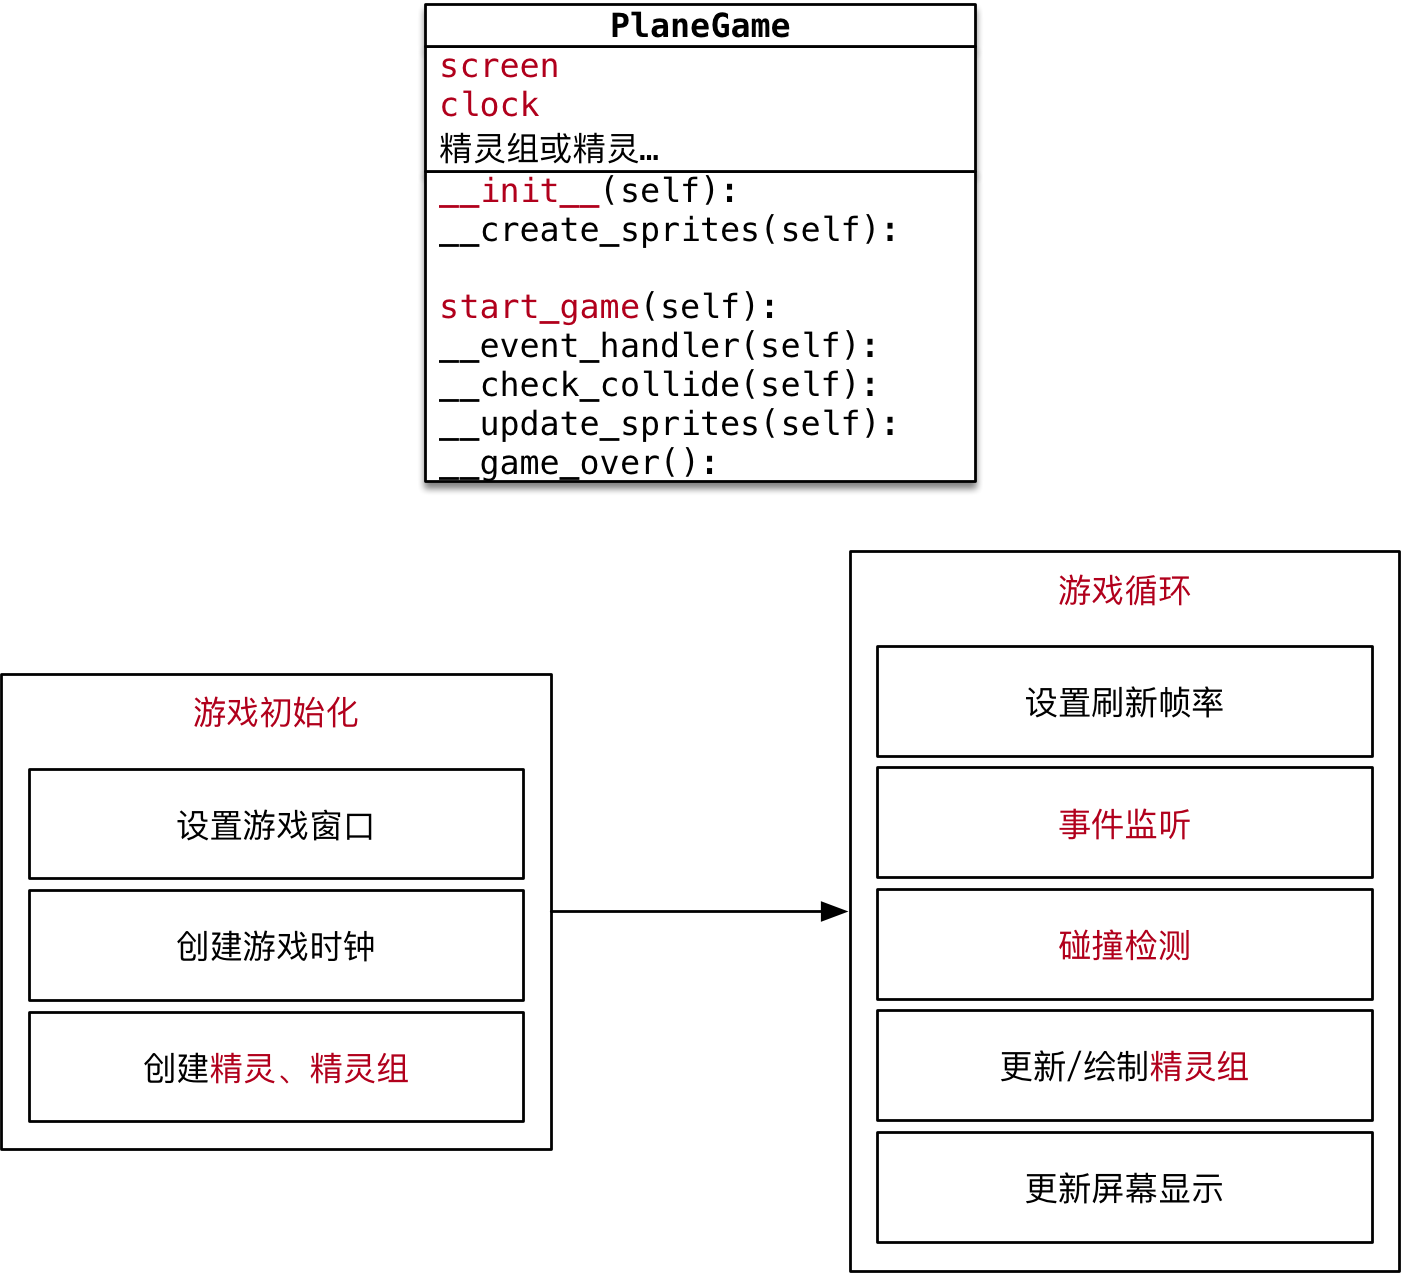 PlaneGame
screen
clock
精灵组或精灵…
__init__(self):
__create_sprites(self):
start_game(self):
__event_handler(self):
__check_collide(self):
__update_sprites(self):
__game_over():
游戏初始化
设置游戏窗口
创建游戏时钟
创建精灵、精灵组
游戏循环
设置刷新帧率
事件监听
碰撞检测
更新/绘制精灵组
更新屏幕显示